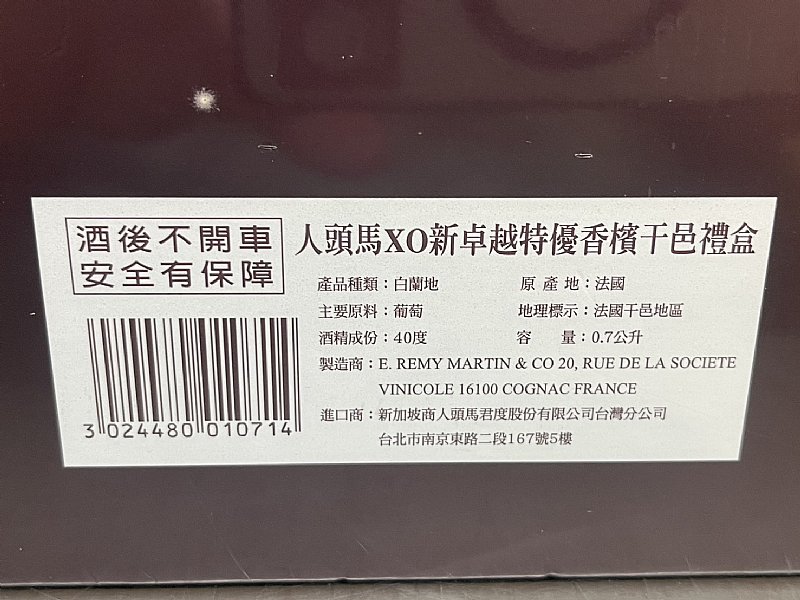 酒後不開車
安全有保障
人頭馬XO新卓越特優香檳干邑禮盒
產品種類：白蘭地 原產地：法國
主要原料：葡萄 地理標示：法國干邑地區
酒精成份：40度 容量：0.7公升
製造商：E. REMY MARTIN & CO 20, RUE DE LA SOCIETE
VINICOLE 16100 COGNAC FRANCE
進口商：新加坡商人頭馬君度股份有限公司台灣分公司
台北市南京東路二段167號5樓
3 024480 010714